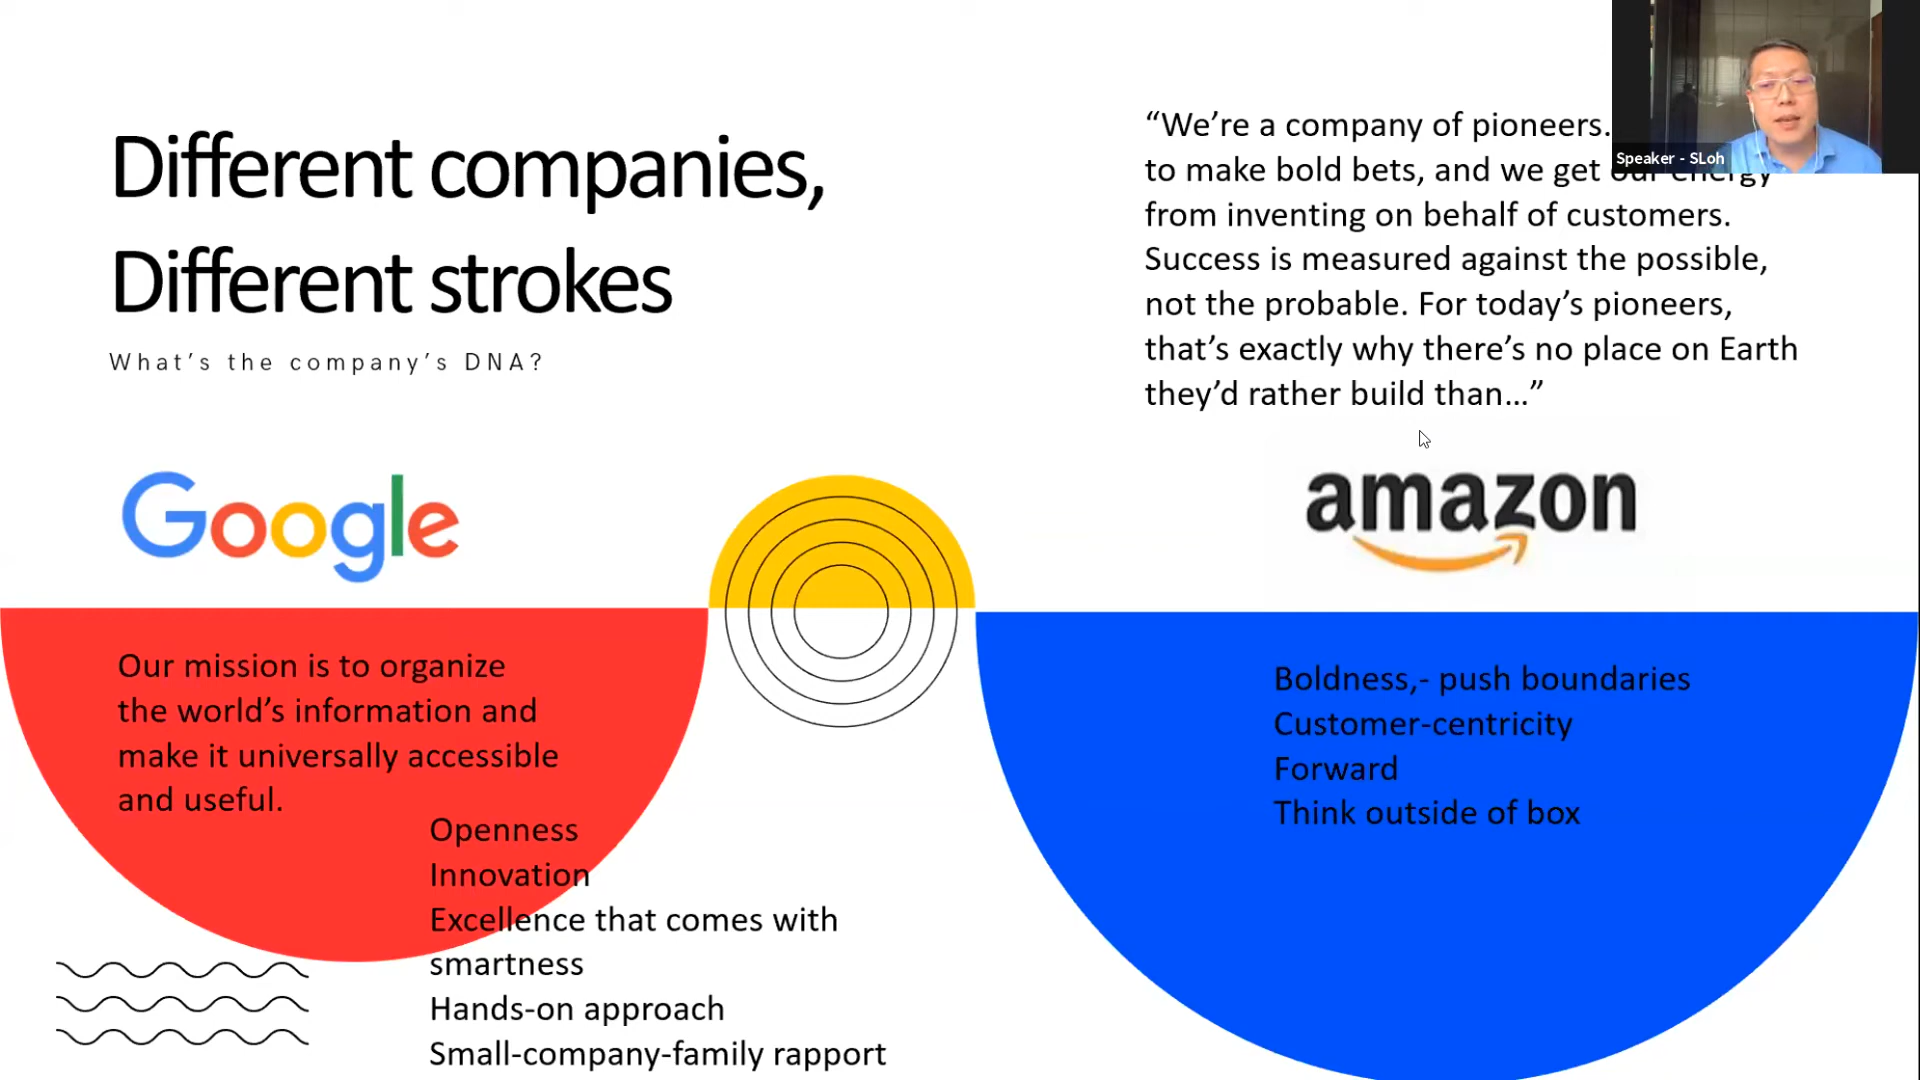 Different companies,
Different strokes
What's the company's DNA?
“We’re a company of pioneers.
to make bold bets, and we get our energy
from inventing on behalf of customers.
Success is measured against the possible,
not the probable. For today’s pioneers,
that’s exactly why there’s no place on Earth
they’d rather build than…”
Speaker - SLoh
Google
amazon
Our mission is to organize
the world’s information and
make it universally accessible
and useful.
Openness
Innovation
Excellence that comes with
smartness
Hands-on approach
Small-company-family rapport
Boldness,- push boundaries
Customer-centricity
Forward
Think outside of box